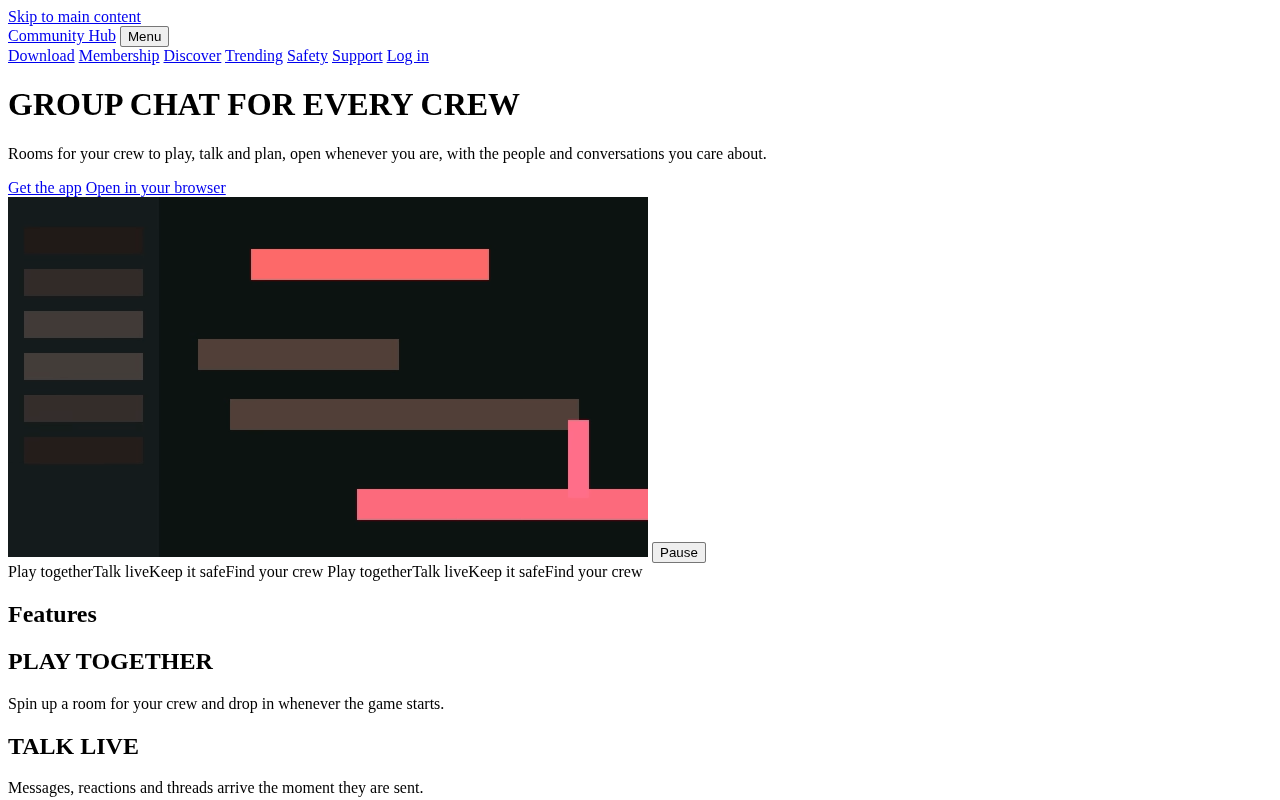 Skip to main content
Community Hub Menu
Download Membership Discover Trending Safety Support Log in
GROUP CHAT FOR EVERY CREW
Rooms for your crew to play, talk and plan, open whenever you are, with the people and conversations you care about.
Get the app Open in your browser
Pause
Play togetherTalk liveKeep it safeFind your crew Play togetherTalk liveKeep it safeFind your crew
Features
PLAY TOGETHER
Spin up a room for your crew and drop in whenever the game starts.
TALK LIVE
Messages, reactions and threads arrive the moment they are sent.